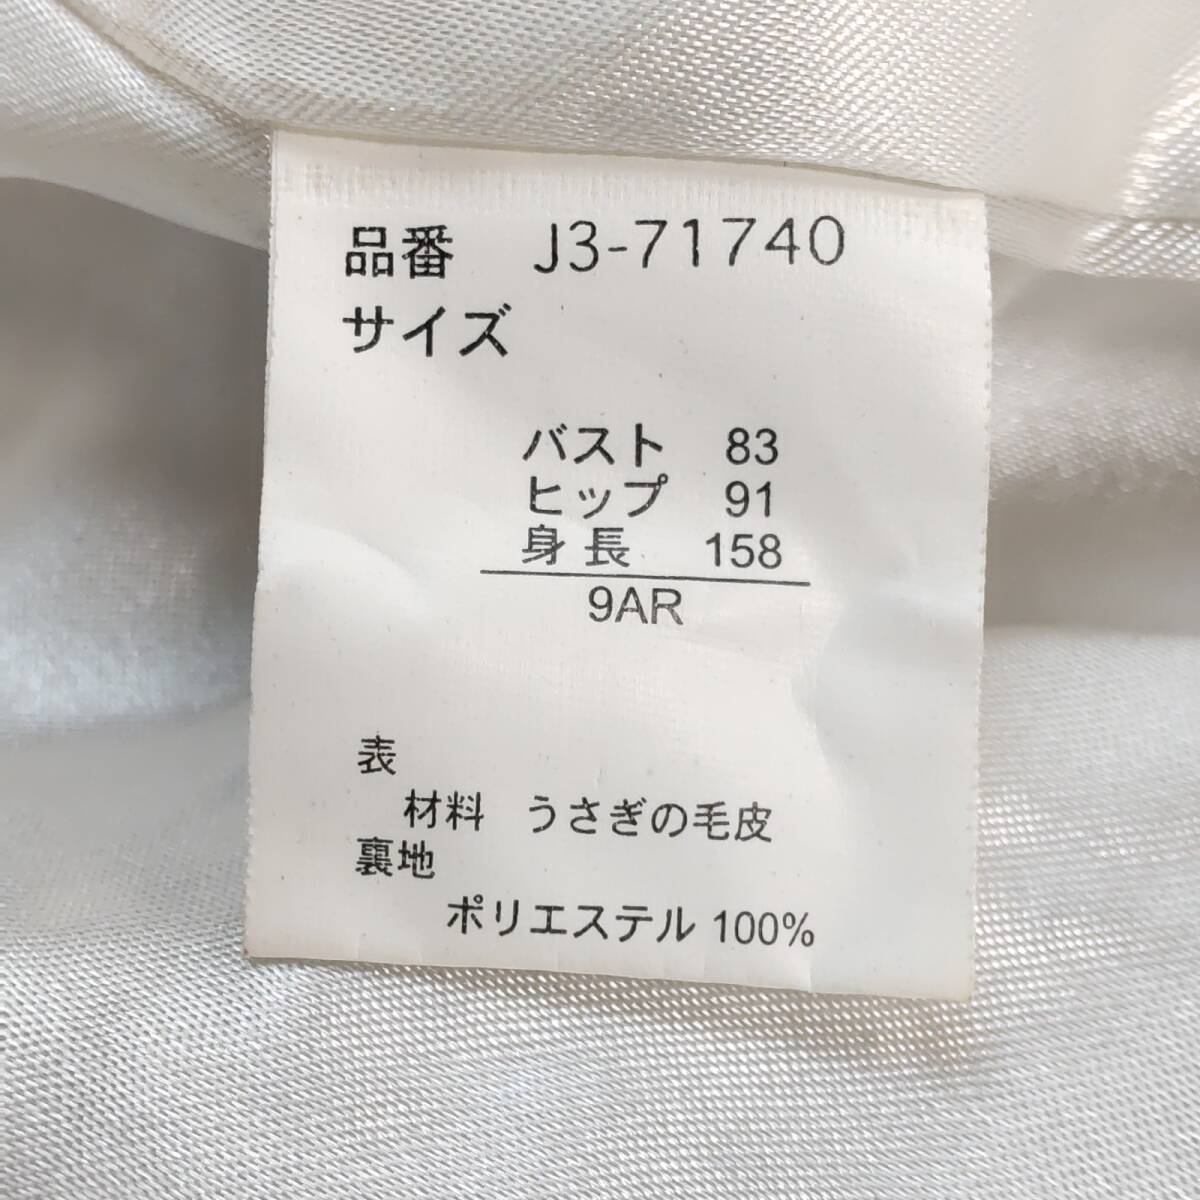 品番 J3-71740
サイズ
バスト 83
ヒップ 91
身長 158
9AR
表
材料 うさぎの毛皮
裏地
ポリエステル 100%